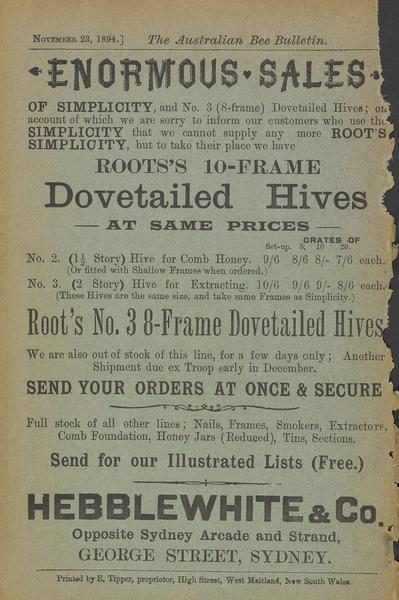 November 23, 1894.] The Australian Bee Bulletin.
ENORMOUS SALES
OF SIMPLICITY, and No. 3 (8-frame) Dovetailed Hives; on
account of which we are sorry to inform our customers who use the
SIMPLICITY that we cannot supply any more ROOT'S
SIMPLICITY, but to take their place we have
ROOTS'S 10-FRAME
Dovetailed Hives
— AT SAME PRICES —
CRATES OF
Set-up. 5, 10 20.
No. 2. (1½ Story) Hive for Comb Honey. 9/6 8/6 8/- 7/6 each.
(Or fitted with Shallow Frames when ordered.)
No. 3. (2 Story) Hive for Extracting. 10/6 9/6 9/- 8/6 each.
(These Hives are the same size, and take same Frames as Simplicity.)
Root's No. 3 8-Frame Dovetailed Hives
We are also out of stock of this line, for a few days only; Another
Shipment due ex Troop early in December.
SEND YOUR ORDERS AT ONCE & SECURE
Full stock of all other lines; Nails, Frames, Smokers, Extractors,
Comb Foundation, Honey Jars (Reduced), Tins, Sections.
Send for our Illustrated Lists (Free.)
HEBBLEWHITE & Co.
Opposite Sydney Arcade and Strand,
GEORGE STREET, SYDNEY.
Printed by E, Tipper, proprietor, High Street, West Maitland, New South Wales.